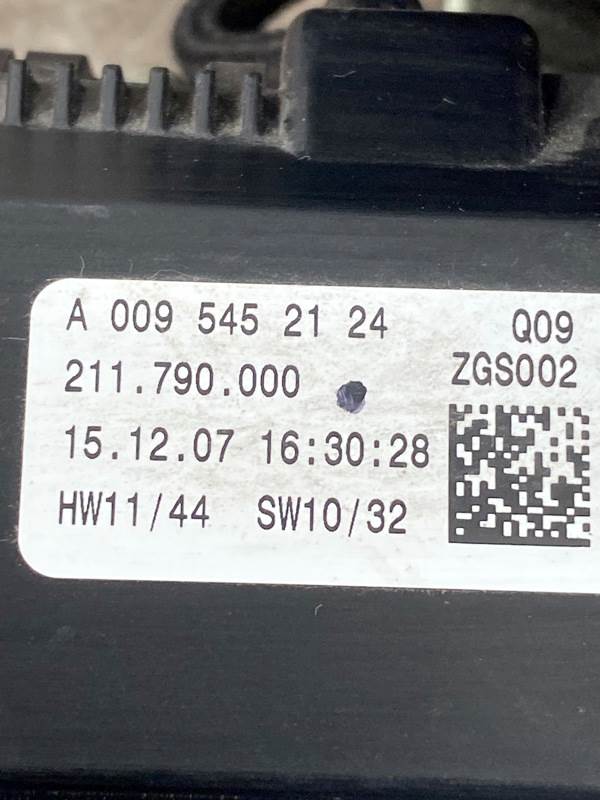 A 009 545 21 24
Q09
211.790.000
ZGS002
15.12.07 16:30:28
HW11/44 SW10/32